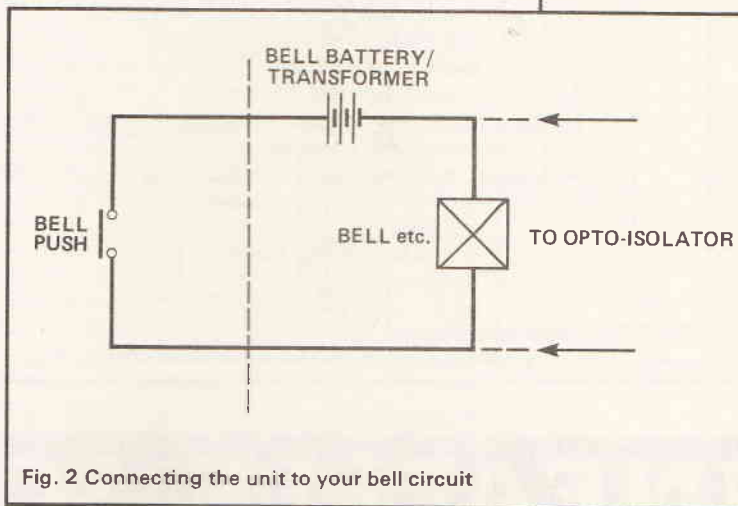 BELL BATTERY/
TRANSFORMER
BELL
PUSH
BELL etc.
TO OPTO-ISOLATOR
Fig. 2 Connecting the unit to your bell circuit